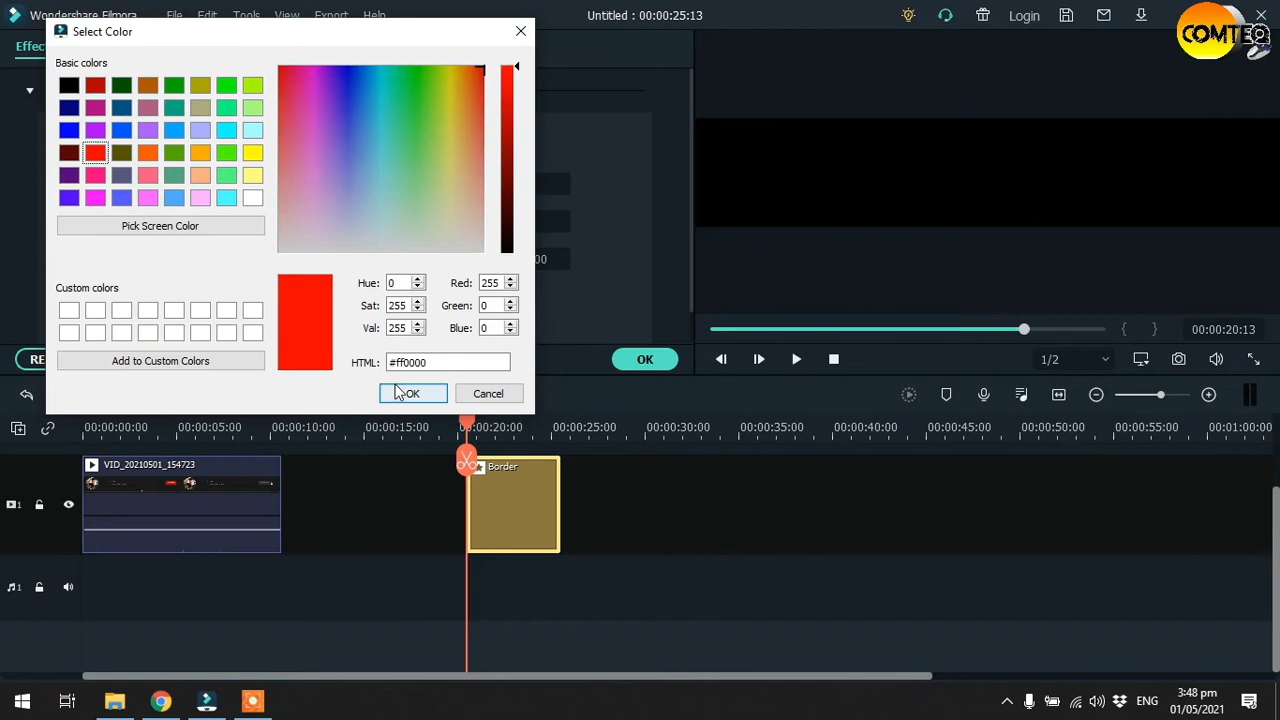 Wondershare Filmora
File
Edit
Tools
View
Export
Help
Untitled : 00:00:25:13
Login
COMTEQ
Select Color
Basic colors
Pick Screen Color
Custom colors
Add to Custom Colors
Hue: 0
Red: 255
Sat: 255
Green: 0
Val: 255
Blue: 0
HTML: #ff0000
OK
Cancel
Effec
00
RE
OK
00:00:20:13
1/2
00:00:00:00
00:00:05:00
00:00:10:00
00:00:15:00
00:00:20:00
00:00:25:00
00:00:30:00
00:00:35:00
00:00:40:00
00:00:45:00
00:00:50:00
00:00:55:00
00:01:00:00
VID_20210501_154723
Border
1
1
ENG
3:48 pm
01/05/2021